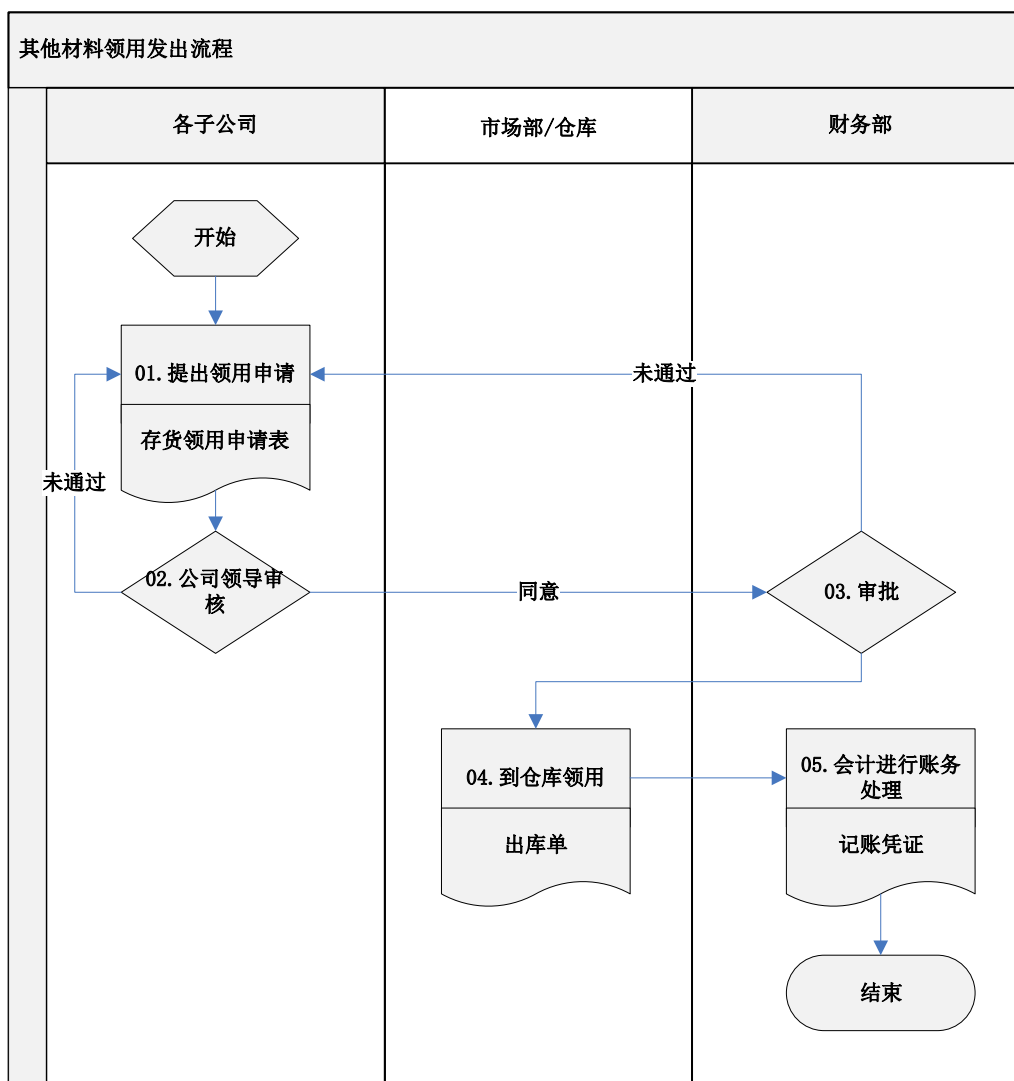 其他材料领用发出流程
各子公司
市场部/仓库
财务部
开始
01.提出领用申请
未通过
存货领用申请表
未通过
02.公司领导审
核
同意
03.审批
04.到仓库领用
05.会计进行账务
处理
出库单
记账凭证
结束